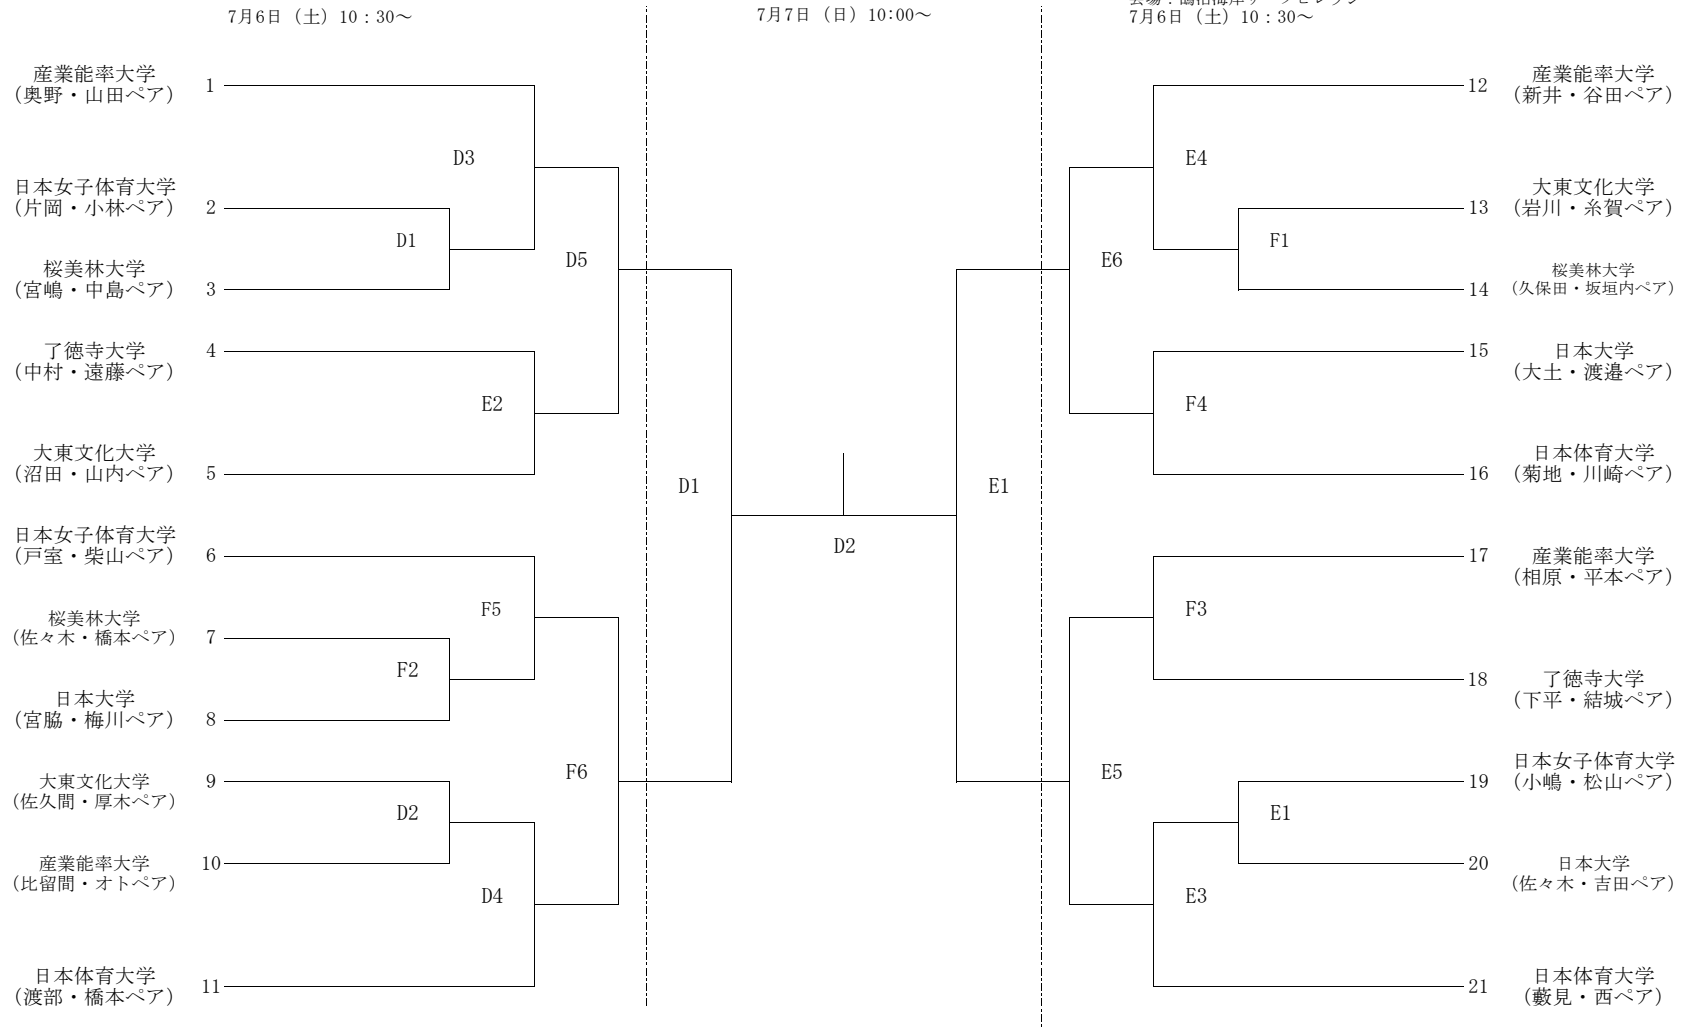 7月6日（土）10：30～
産業能率大学
(奥野・山田ペア) 1
D3
日本女子体育大学
(片岡・小林ペア) 2
D1
桜美林大学
(宮嶋・中島ペア) 3
D5
了徳寺大学
(中村・遠藤ペア) 4
E2
大東文化大学
(沼田・山内ペア) 5
日本女子体育大学
(戸室・柴山ペア) 6
F5
桜美林大学
(佐々木・橋本ペア) 7
F2
日本大学
(宮脇・梅川ペア) 8
F6
大東文化大学
(佐久間・厚木ペア) 9
D2
産業能率大学
(比留間・オトペア) 10
D4
日本体育大学
(渡部・橋本ペア) 11
7月7日（日）10:00～
D1
D2
E1
7月6日（土）10：30～
12 産業能率大学
(新井・谷田ペア)
E4
13 大東文化大学
(岩川・糸賀ペア)
F1
14 桜美林大学
(久保田・坂垣内ペア)
E6
15 日本大学
(大土・渡邉ペア)
F4
16 日本体育大学
(菊地・川崎ペア)
17 産業能率大学
(相原・平本ペア)
F3
18 了徳寺大学
(下平・結城ペア)
E5
19 日本女子体育大学
(小嶋・松山ペア)
E1
20 日本大学
(佐々木・吉田ペア)
E3
21 日本体育大学
(藪見・西ペア)